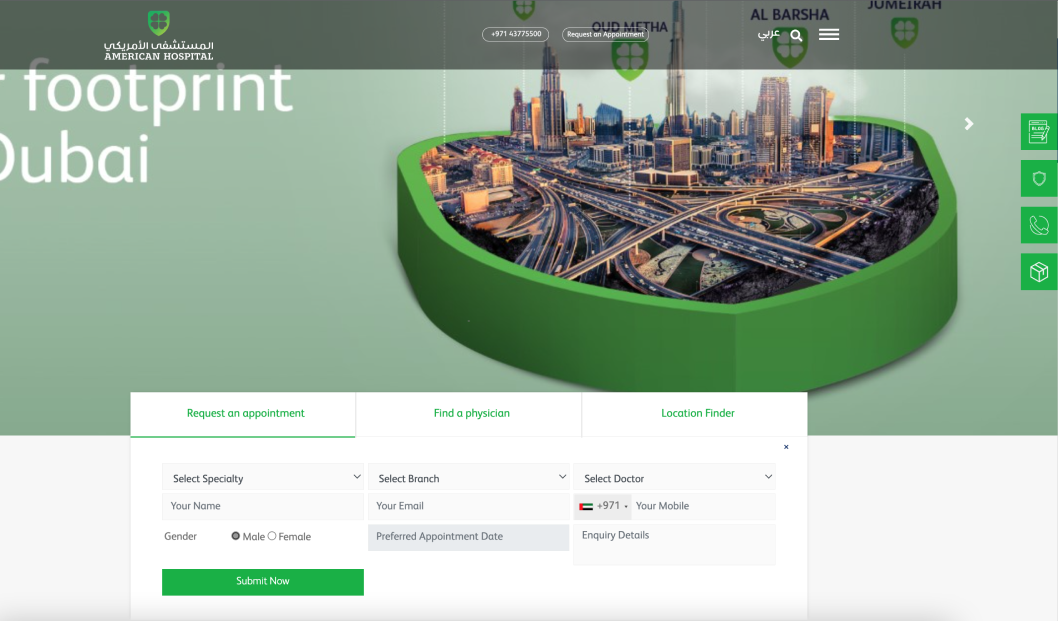 المستشفى الأمريكي
AMERICAN HOSPITAL
+971 43775500
Request an Appointment
عربي
OUD METHA
AL BARSHA
JUMEIRAH
footprint
Dubai
BLOG
Request an appointment
Find a physician
Location Finder
×
Select Specialty
Select Branch
Select Doctor
Your Name
Your Email
+971
Your Mobile
Gender
Male
Female
Preferred Appointment Date
Enquiry Details
Submit Now